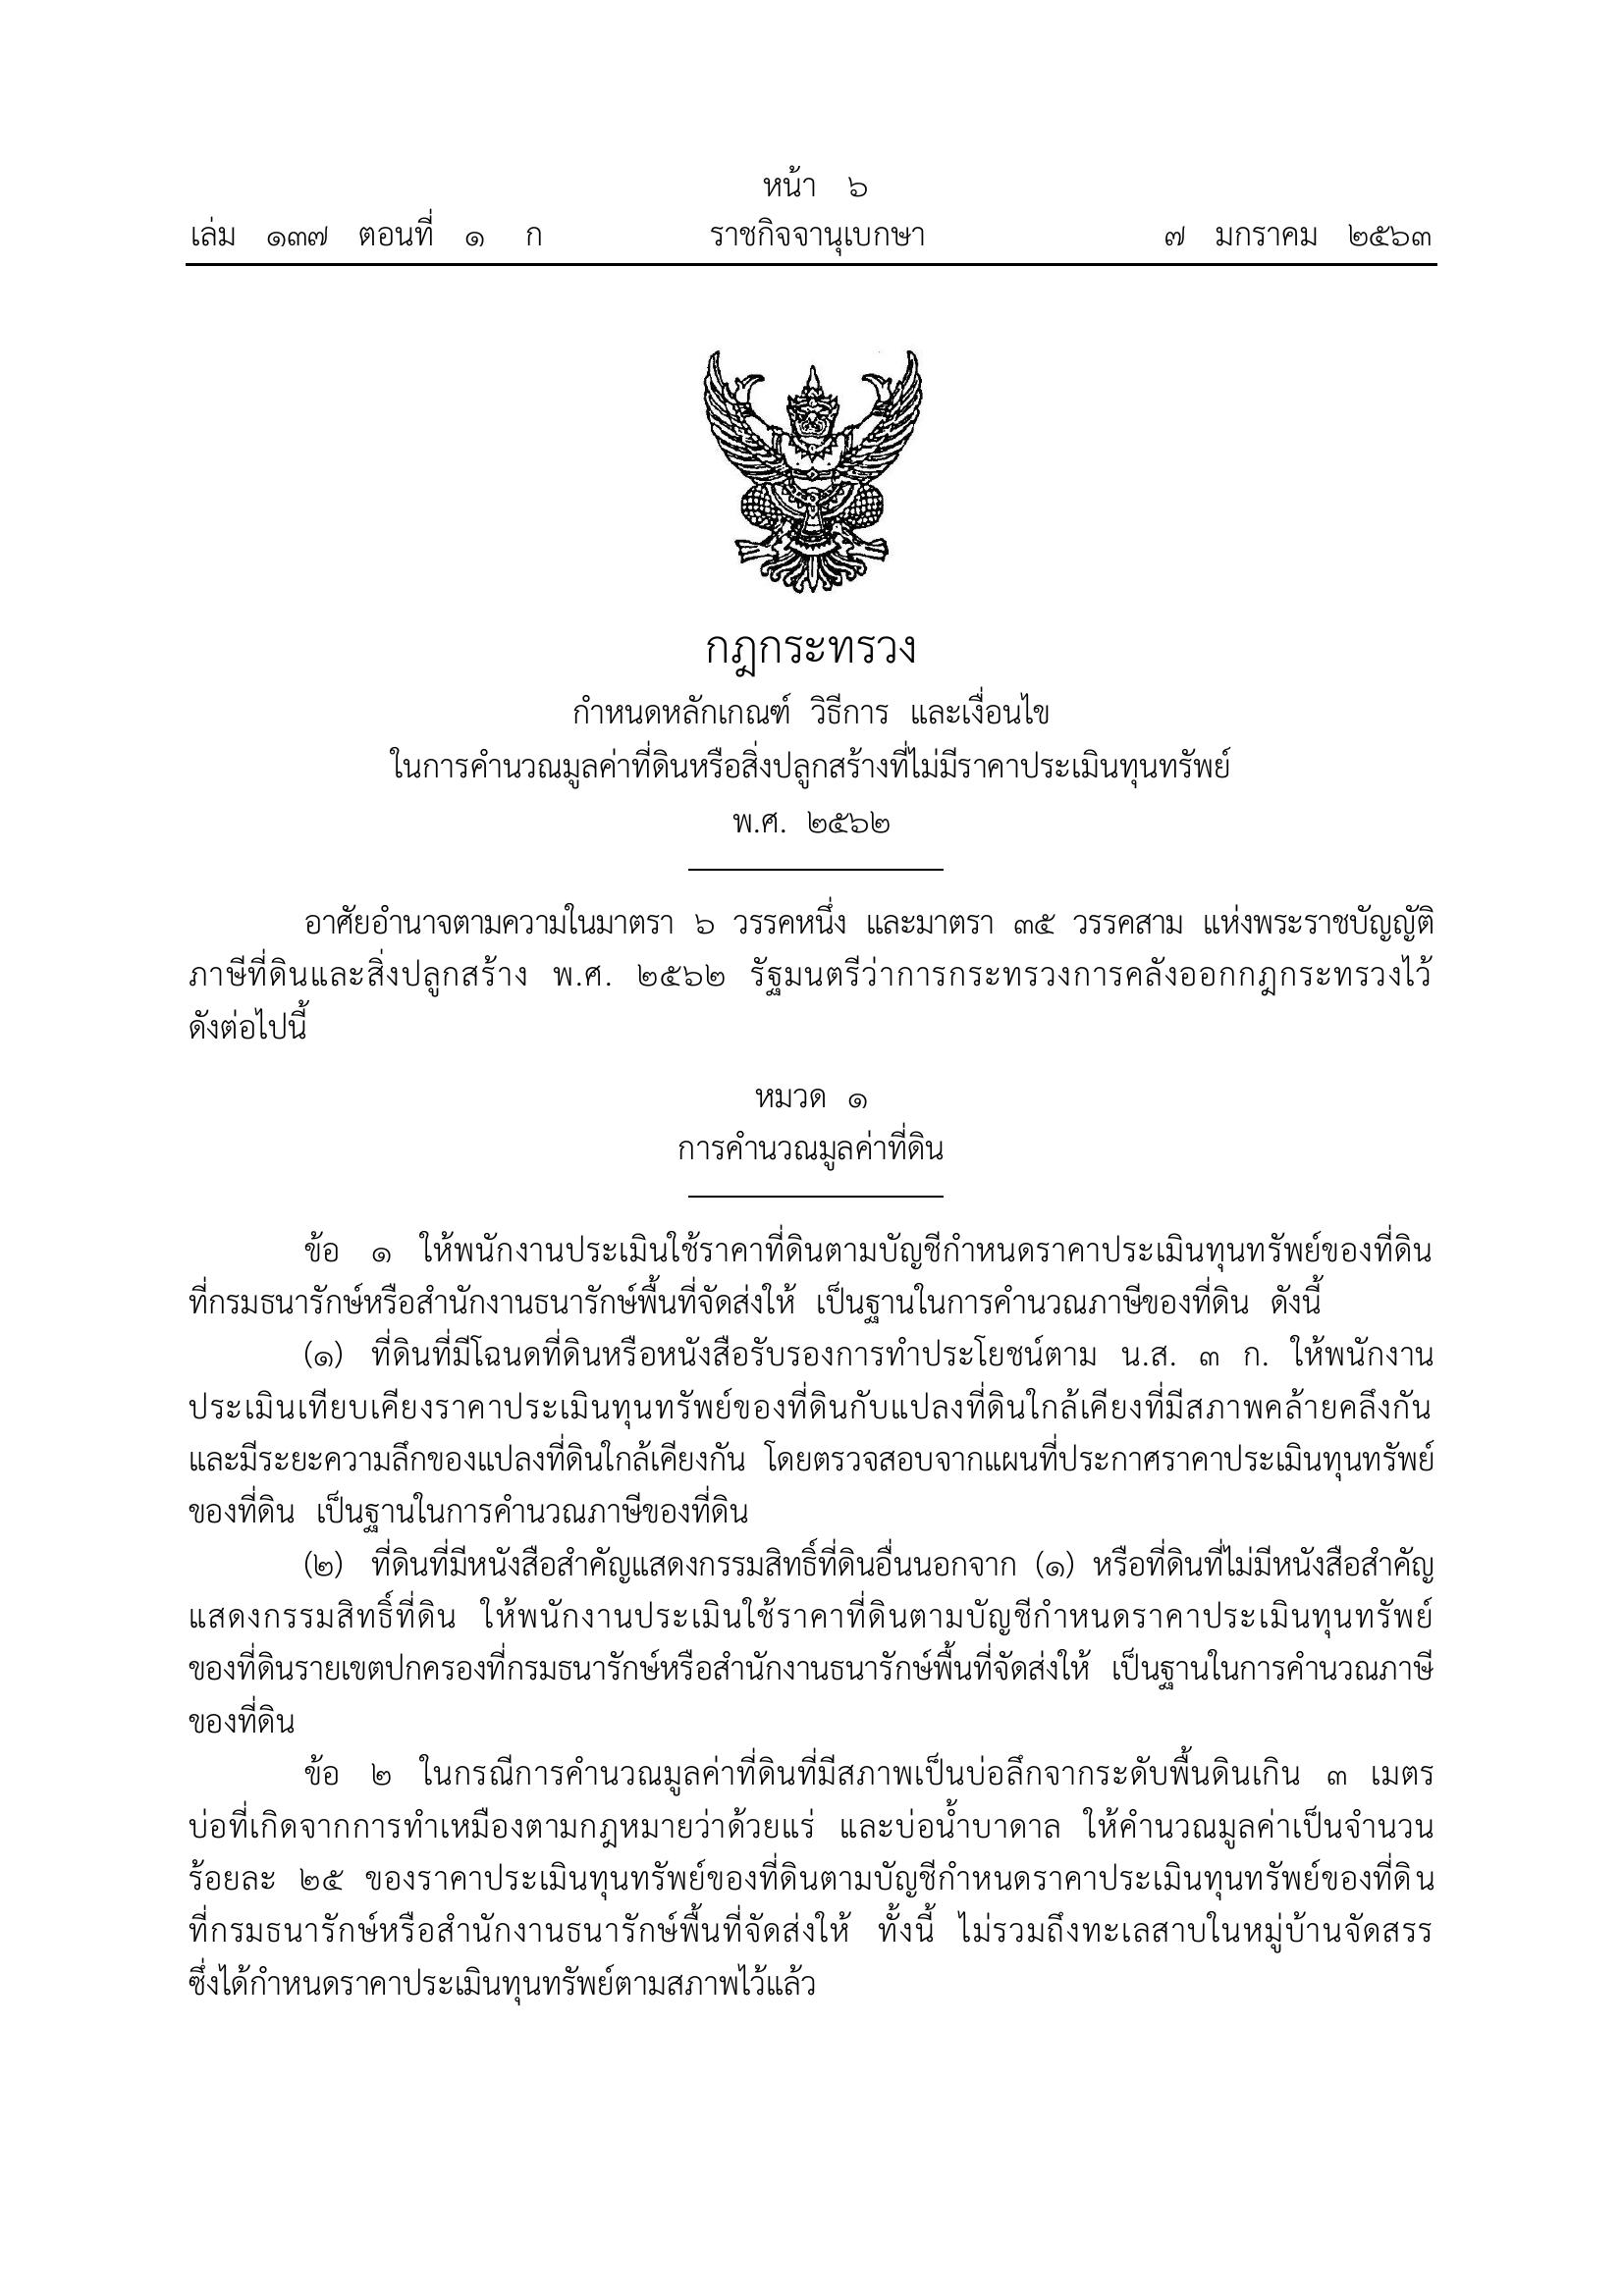 หน้า ๖
เล่ม ๑๓๗ ตอนที่ ๑ ก ราชกิจจานุเบกษา ๗ มกราคม ๒๕๖๓
กฎกระทรวง
กำหนดหลักเกณฑ์ วิธีการ และเงื่อนไข
ในการคำนวณมูลค่าที่ดินหรือสิ่งปลูกสร้างที่ไม่มีราคาประเมินทุนทรัพย์
พ.ศ. ๒๕๖๒
อาศัยอำนาจตามความในมาตรา ๖ วรรคหนึ่ง และมาตรา ๓๕ วรรคสาม แห่งพระราชบัญญัติ
ภาษีที่ดินและสิ่งปลูกสร้าง พ.ศ. ๒๕๖๒ รัฐมนตรีว่าการกระทรวงการคลังออกกฎกระทรวงไว้
ดังต่อไปนี้
หมวด ๑
การคำนวณมูลค่าที่ดิน
ข้อ ๑ ให้พนักงานประเมินใช้ราคาที่ดินตามบัญชีกำหนดราคาประเมินทุนทรัพย์ของที่ดิน
ที่กรมธนารักษ์หรือสำนักงานธนารักษ์พื้นที่จัดส่งให้ เป็นฐานในการคำนวณภาษีของที่ดิน ดังนี้
(๑) ที่ดินที่มีโฉนดที่ดินหรือหนังสือรับรองการทำประโยชน์ตาม น.ส. ๓ ก. ให้พนักงาน
ประเมินเทียบเคียงราคาประเมินทุนทรัพย์ของที่ดินกับแปลงที่ดินใกล้เคียงที่มีสภาพคล้ายคลึงกัน
และมีระยะความลึกของแปลงที่ดินใกล้เคียงกัน โดยตรวจสอบจากแผนที่ประกาศราคาประเมินทุนทรัพย์
ของที่ดิน เป็นฐานในการคำนวณภาษีของที่ดิน
(๒) ที่ดินที่มีหนังสือสำคัญแสดงกรรมสิทธิ์ที่ดินอื่นนอกจาก (๑) หรือที่ดินที่ไม่มีหนังสือสำคัญ
แสดงกรรมสิทธิ์ที่ดิน ให้พนักงานประเมินใช้ราคาที่ดินตามบัญชีกำหนดราคาประเมินทุนทรัพย์
ของที่ดินรายเขตปกครองที่กรมธนารักษ์หรือสำนักงานธนารักษ์พื้นที่จัดส่งให้ เป็นฐานในการคำนวณภาษี
ของที่ดิน
ข้อ ๒ ในกรณีการคำนวณมูลค่าที่ดินที่มีสภาพเป็นบ่อลึกจากระดับพื้นดินเกิน ๓ เมตร
บ่อที่เกิดจากการทำเหมืองตามกฎหมายว่าด้วยแร่ และบ่อน้ำบาดาล ให้คำนวณมูลค่าเป็นจำนวน
ร้อยละ ๒๕ ของราคาประเมินทุนทรัพย์ของที่ดินตามบัญชีกำหนดราคาประเมินทุนทรัพย์ของที่ดิน
ที่กรมธนารักษ์หรือสำนักงานธนารักษ์พื้นที่จัดส่งให้ ทั้งนี้ ไม่รวมถึงทะเลสาบในหมู่บ้านจัดสรร
ซึ่งได้กำหนดราคาประเมินทุนทรัพย์ตามสภาพไว้แล้ว